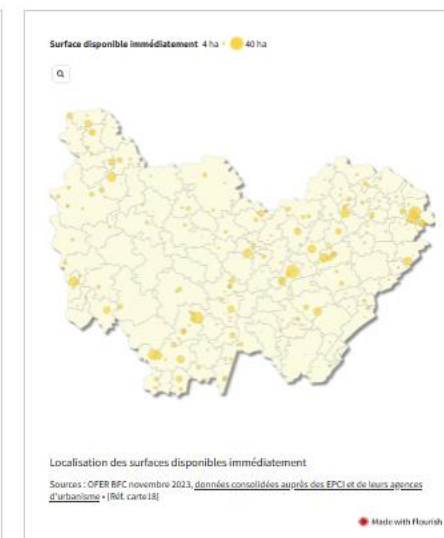 Surface disponible immédiatement 4 ha 40 ha
Localisation des surfaces disponibles immédiatement
Sources : OFER BFC novembre 2023, données consolidées auprès des EPCI et de leurs agences
d'urbanisme • [Réf. carte18]
Made with Flourish